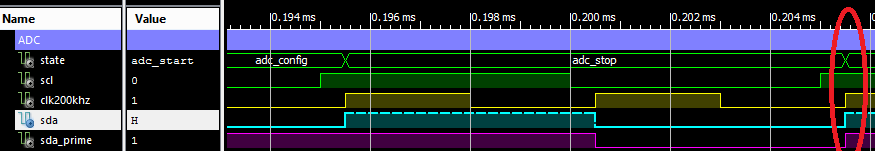 Name Value 0.194 ms 0.196 ms 0.198 ms 0.200 ms 0.202 ms 0.204 ms
ADC
state adc_start adc_config adc_stop
scl 0
clk200khz 1
sda H
sda_prime 1